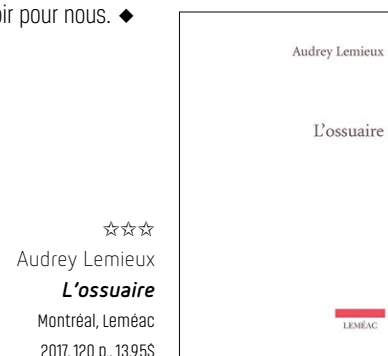 oir pour nous. ◆
Audrey Lemieux
L'ossuaire
LEMÉAC
☆☆☆
Audrey Lemieux
L'ossuaire
Montréal, Leméac
2017, 120 p., 13.95$